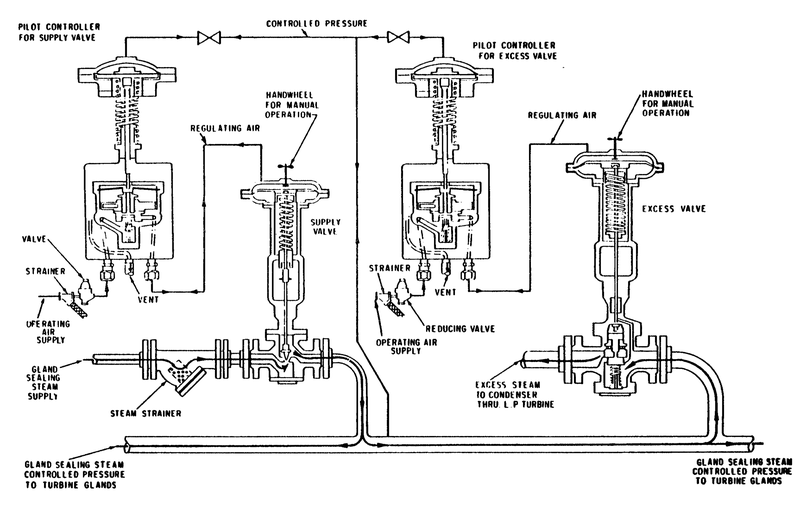 PILOT CONTROLLER
FOR SUPPLY VALVE
CONTROLLED PRESSURE
PILOT CONTROLLER
FOR EXCESS VALVE
HANDWHEEL
FOR MANUAL
OPERATION
REGULATING AIR
HANDWHEEL
FOR MANUAL
OPERATION
REGULATING AIR
SUPPLY
VALVE
EXCESS VALVE
VALVE
STRAINER
VENT
OPERATING
AIR
SUPPLY
STRAINER
VENT
REDUCING VALVE
OPERATING AIR
SUPPLY
GLAND
SEALING
STEAM
SUPPLY
STEAM STRAINER
EXCESS STEAM
TO CONDENSER
THRU. L.P TURBINE
GLAND SEALING STEAM
CONTROLLED PRESSURE
TO TURBINE GLANDS
GLAND SEALING STEAM
CONTROLLED PRESSURE
TO TURBINE GLANDS